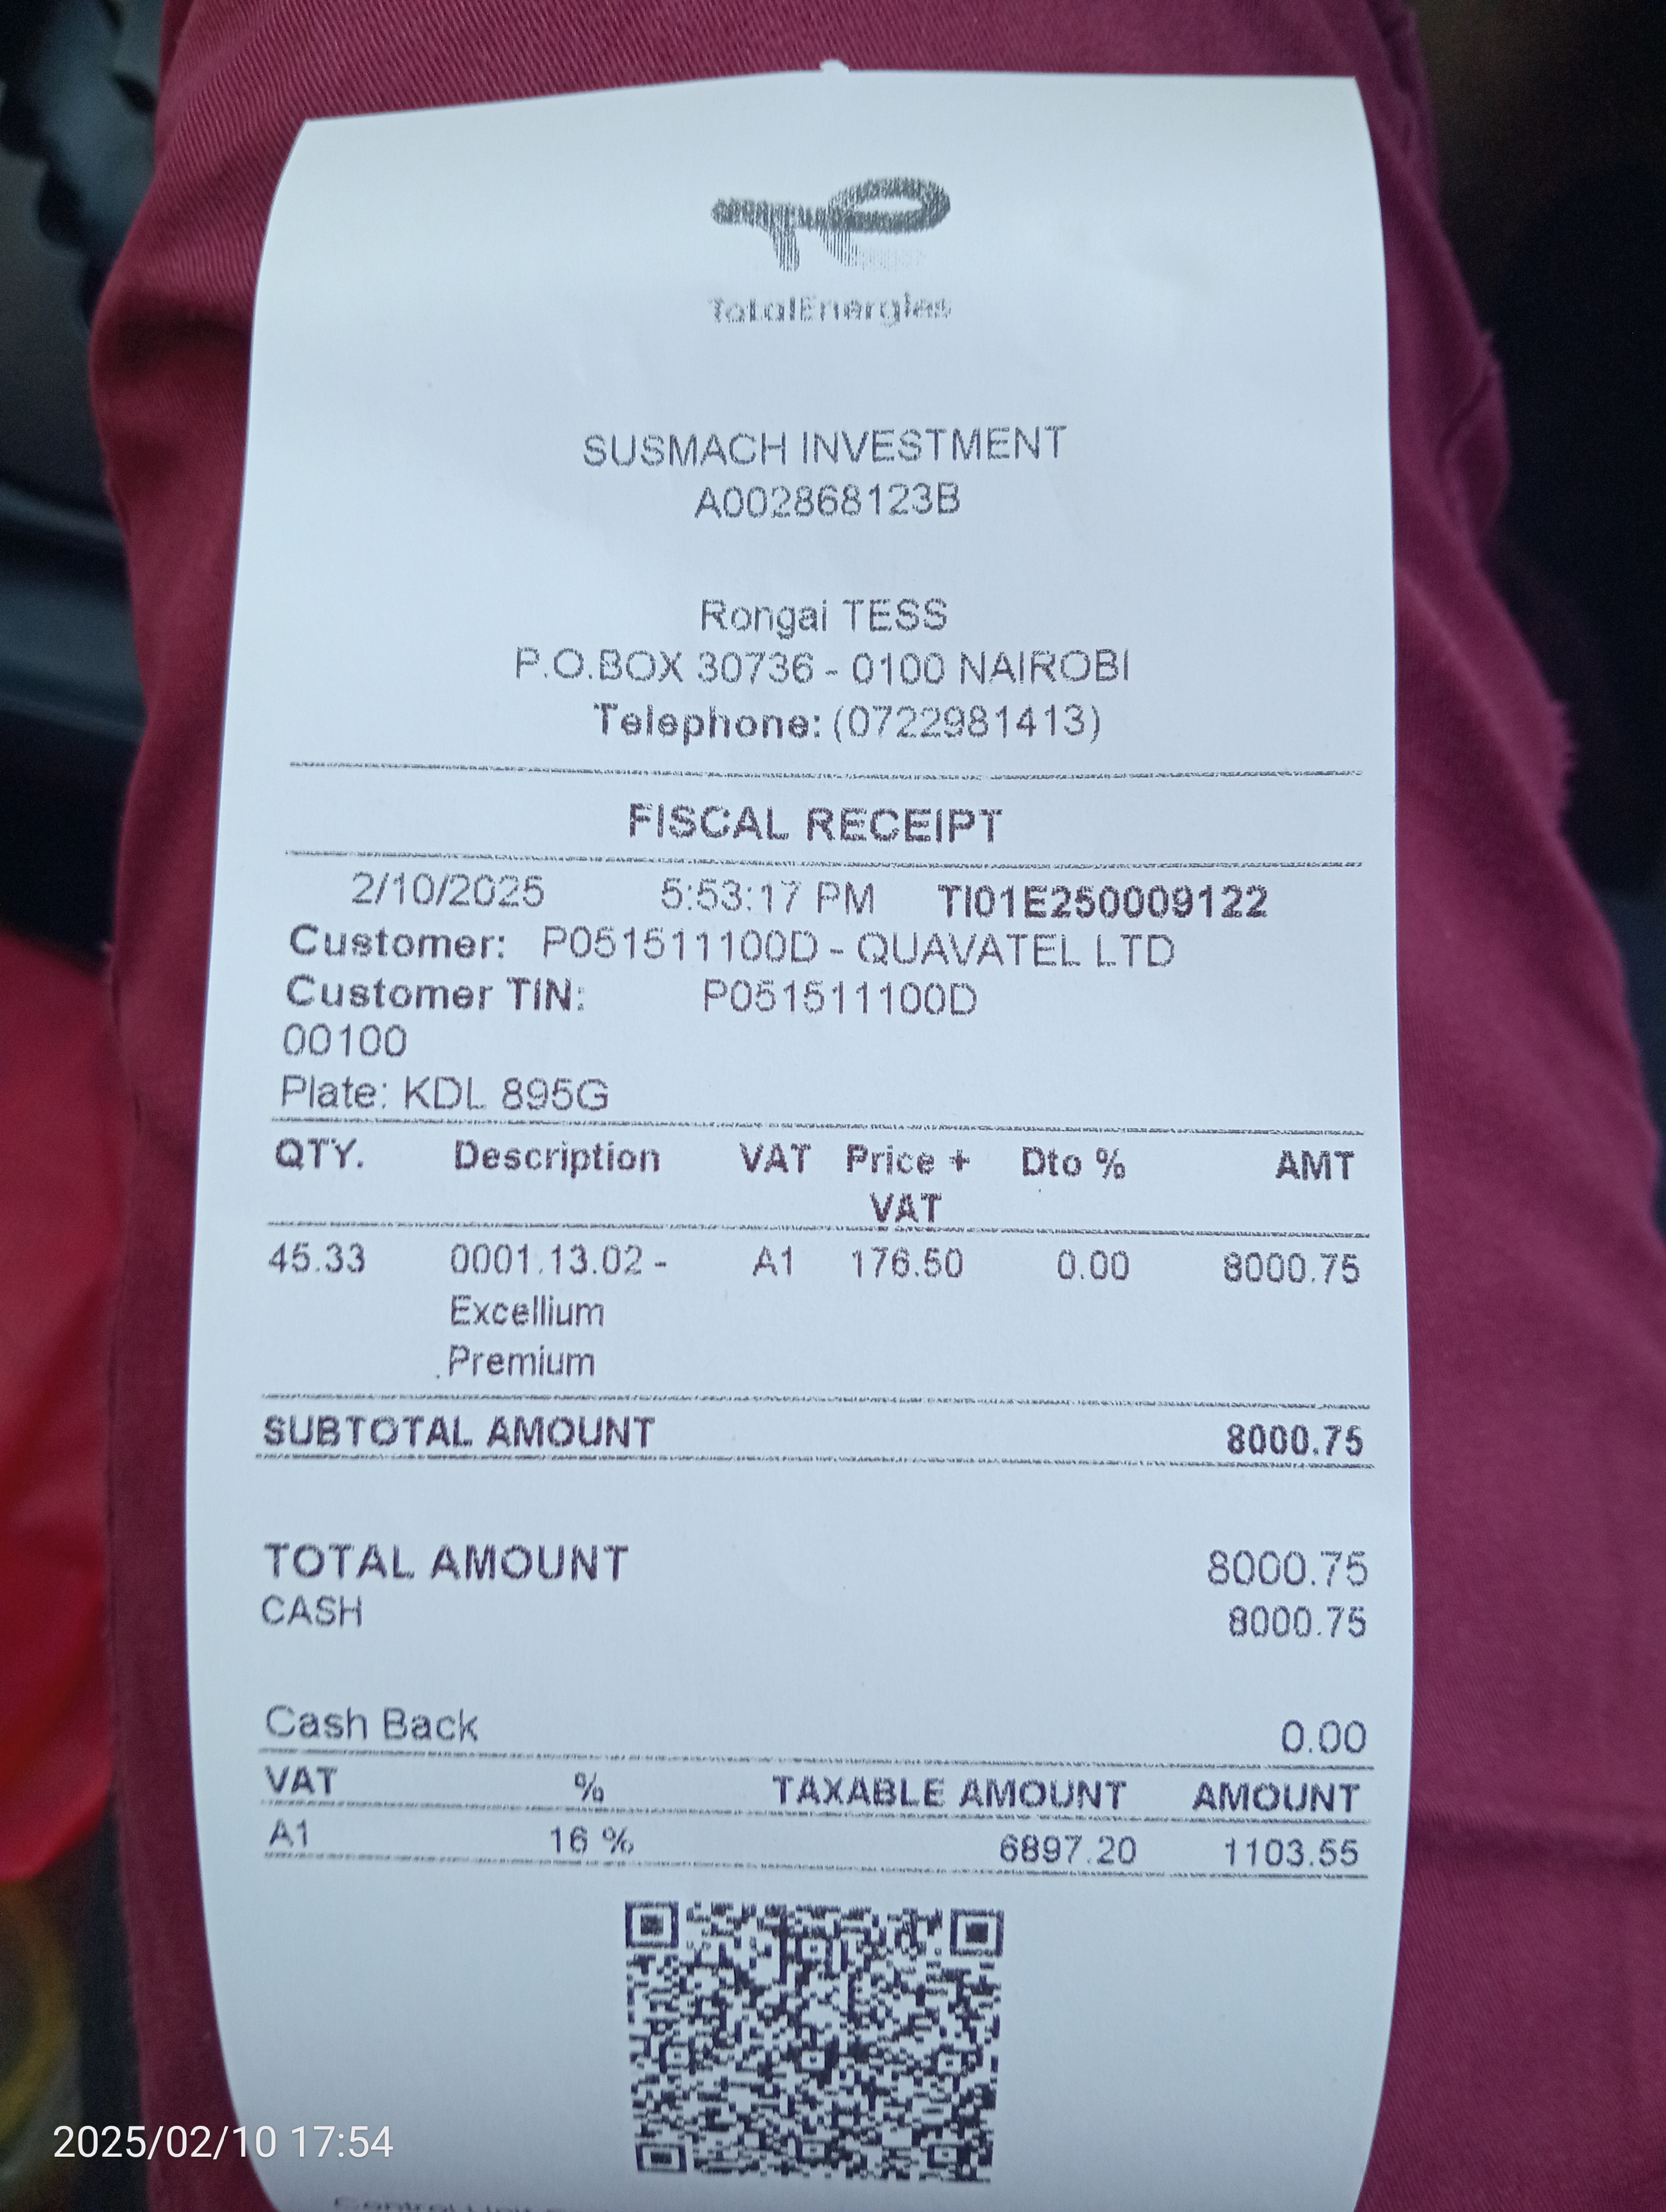 TotalEnergies
SUSMACH INVESTMENT
A002868123B
Rongai TESS
P.O.BOX 30736 - 0100 NAIROBI
Telephone: (0722981413)
FISCAL RECEIPT
2/10/2025 5:53:17 PM TI01E250009122
Customer: P051511100D - QUAVATEL LTD
Customer TIN: P051511100D
00100
Plate: KDL 895G
QTY. Description VAT Price + Dto % AMT
VAT
45.33 0001.13.02 - A1 176.50 0.00 8000.75
Excellium
Premium
SUBTOTAL AMOUNT 8000.75
TOTAL AMOUNT 8000.75
CASH 8000.75
Cash Back 0.00
VAT % TAXABLE AMOUNT AMOUNT
A1 16 % 6897.20 1103.55
2025/02/10 17:54